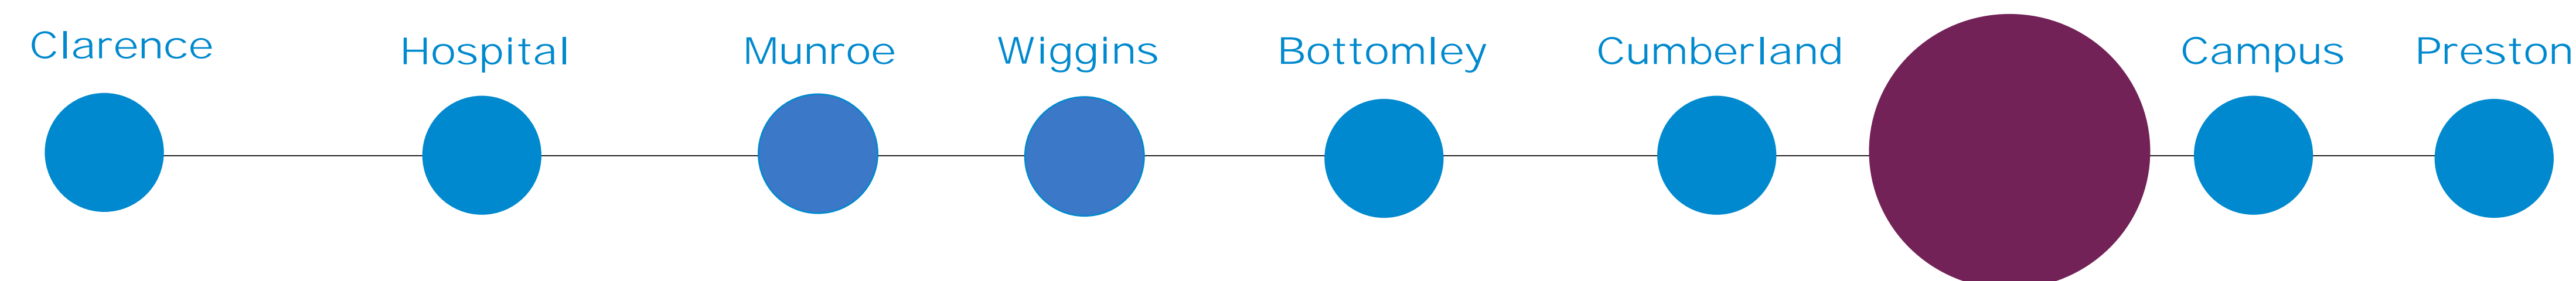 Clarence
Hospital
Munroe
Wiggins
Bottomley
Cumberland
Campus
Preston